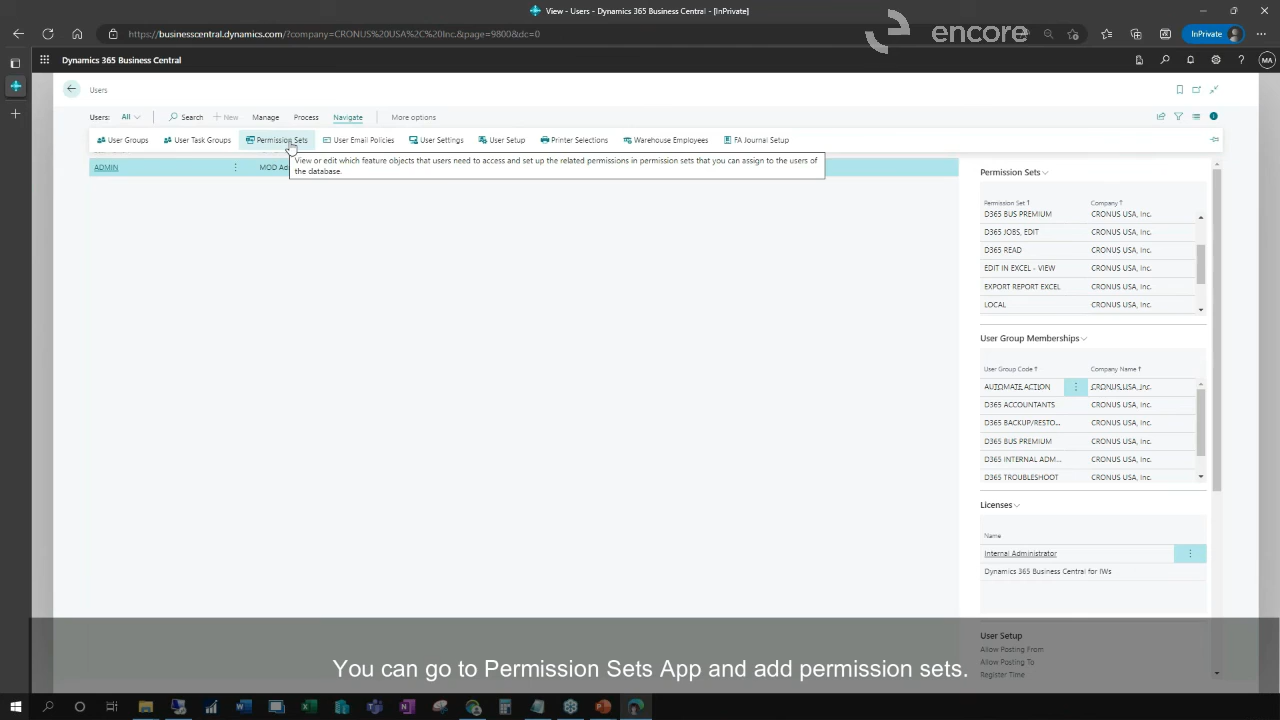 View - Users - Dynamics 365 Business Central - [InPrivate]
https://businesscentral.dynamics.com/?company=CRONUS%20USA%2C%20Inc.&page=9800&dc=0
encore
InPrivate
Dynamics 365 Business Central
MA
Users
Users: All Search + New Manage Process Navigate More options
User Groups User Task Groups Permission Sets User Email Policies User Settings User Setup Printer Selections Warehouse Employees FA Journal Setup
View or edit which feature objects that users need to access and set up the related permissions in permission sets that you can assign to the users of
the database.
ADMIN
Permission Sets
Permission Set ↑ Company ↑
D365 BUS PREMIUM CRONUS USA, Inc.
D365 JOBS, EDIT CRONUS USA, Inc.
D365 READ CRONUS USA, Inc.
EDIT IN EXCEL - VIEW CRONUS USA, Inc.
EXPORT REPORT EXCEL CRONUS USA, Inc.
LOCAL CRONUS USA, Inc.
User Group Memberships
User Group Code ↑ Company Name ↑
AUTOMATE ACTION CRONUS USA, Inc.
D365 ACCOUNTANTS CRONUS USA, Inc.
D365 BACKUP/RESTO... CRONUS USA, Inc.
D365 BUS PREMIUM CRONUS USA, Inc.
D365 INTERNAL ADM... CRONUS USA, Inc.
D365 TROUBLESHOOT CRONUS USA, Inc.
Licenses
Name
Internal Administrator
Dynamics 365 Business Central for IWs
User Setup
Allow Posting From
Allow Posting To
Register Time
You can go to Permission Sets App and add permission sets.